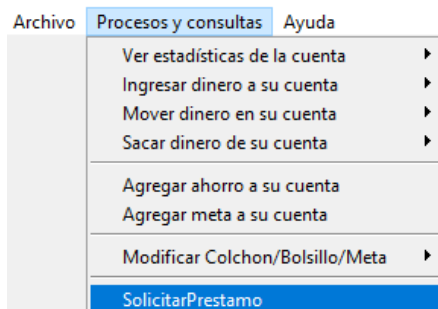 Archivo Procesos y consultas Ayuda
Ver estadísticas de la cuenta
Ingresar dinero a su cuenta
Mover dinero en su cuenta
Sacar dinero de su cuenta
Agregar ahorro a su cuenta
Agregar meta a su cuenta
Modificar Colchon/Bolsillo/Meta
SolicitarPrestamo